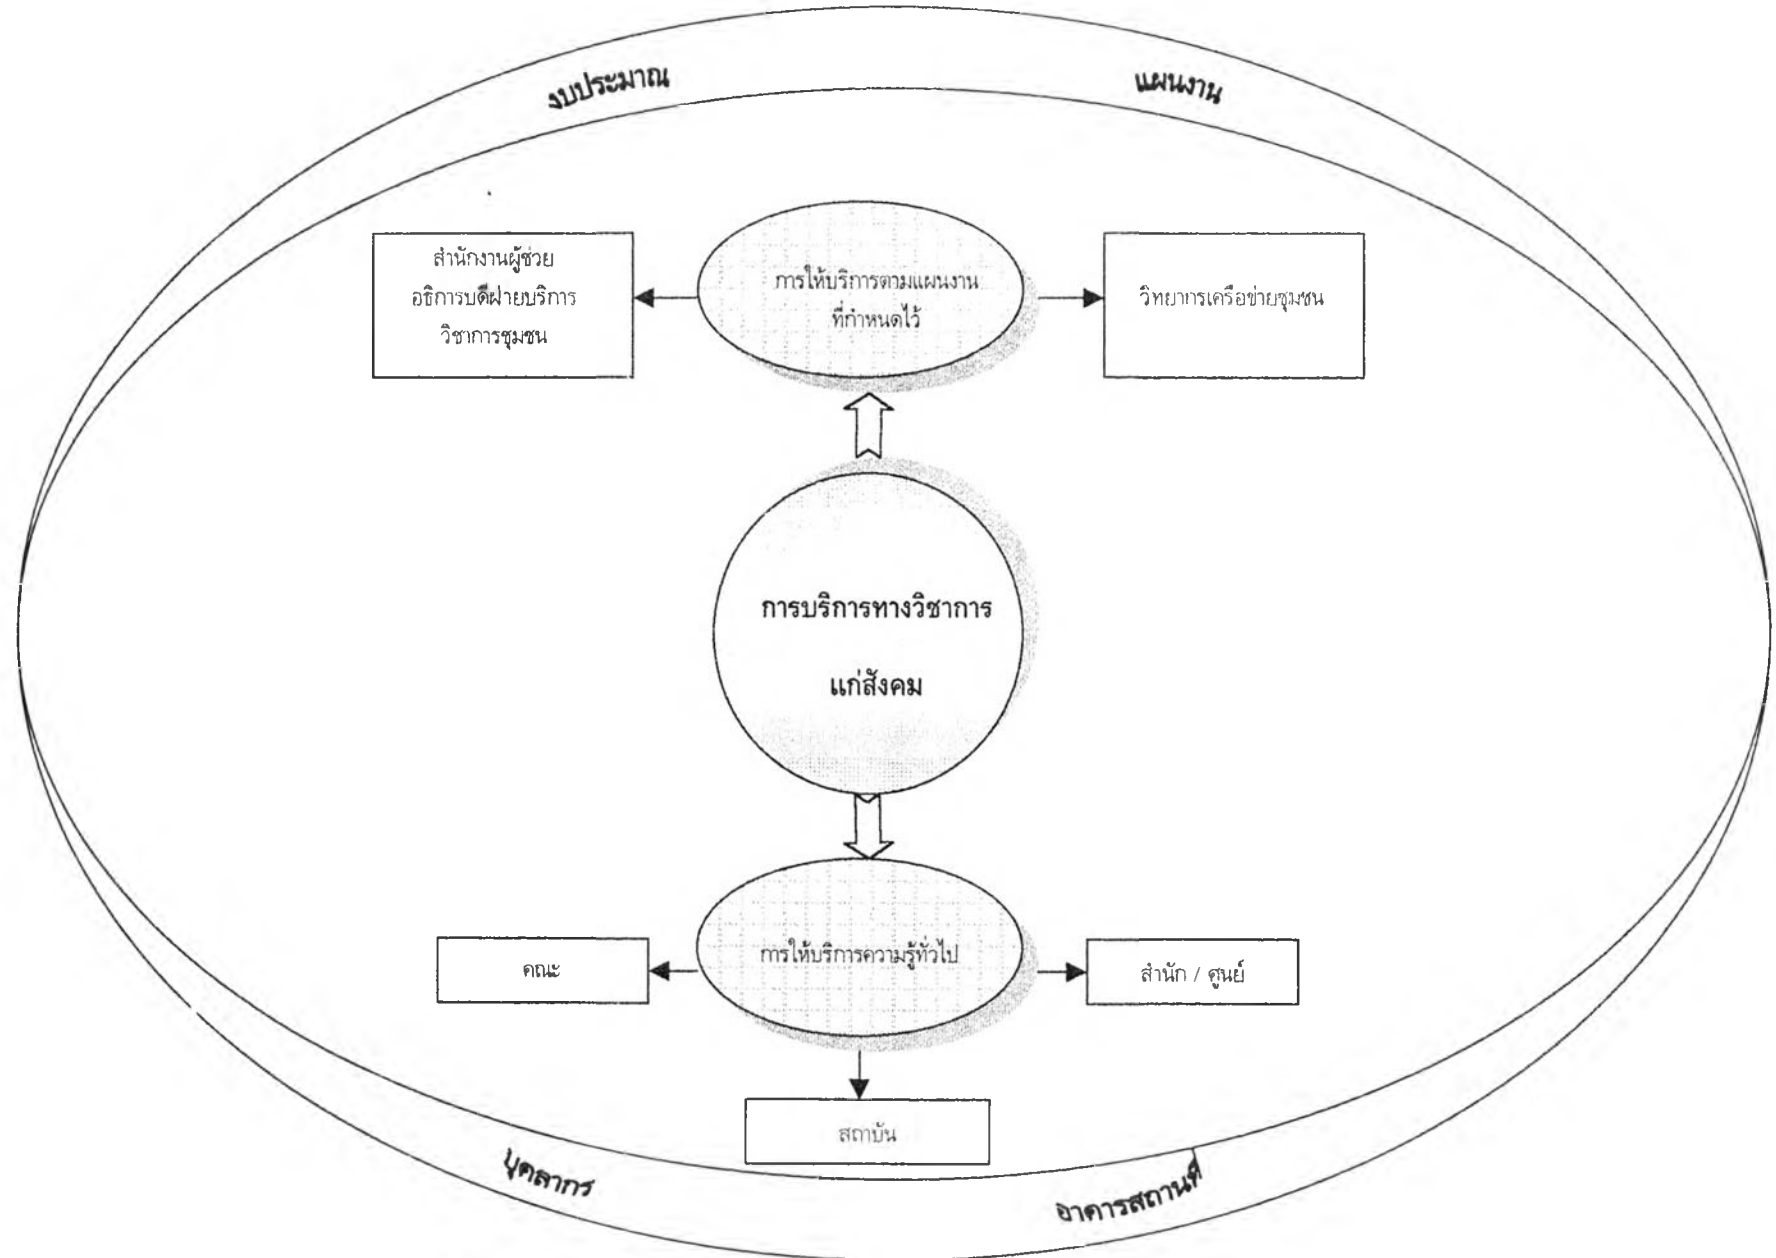 งบประมาณ
แผนงาน
สำนักงานผู้ช่วย
อธิการบดีฝ่ายบริการ
วิชาการชุมชน
การให้บริการตามแผนงาน
ที่กำหนดไว้
วิทยากรเครือข่ายชุมชน
การบริการทางวิชาการ
แก่สังคม
คณะ
การให้บริการความรู้ทั่วไป
สำนัก / ศูนย์
สถาบัน
บุคลากร
อาคารสถานที่